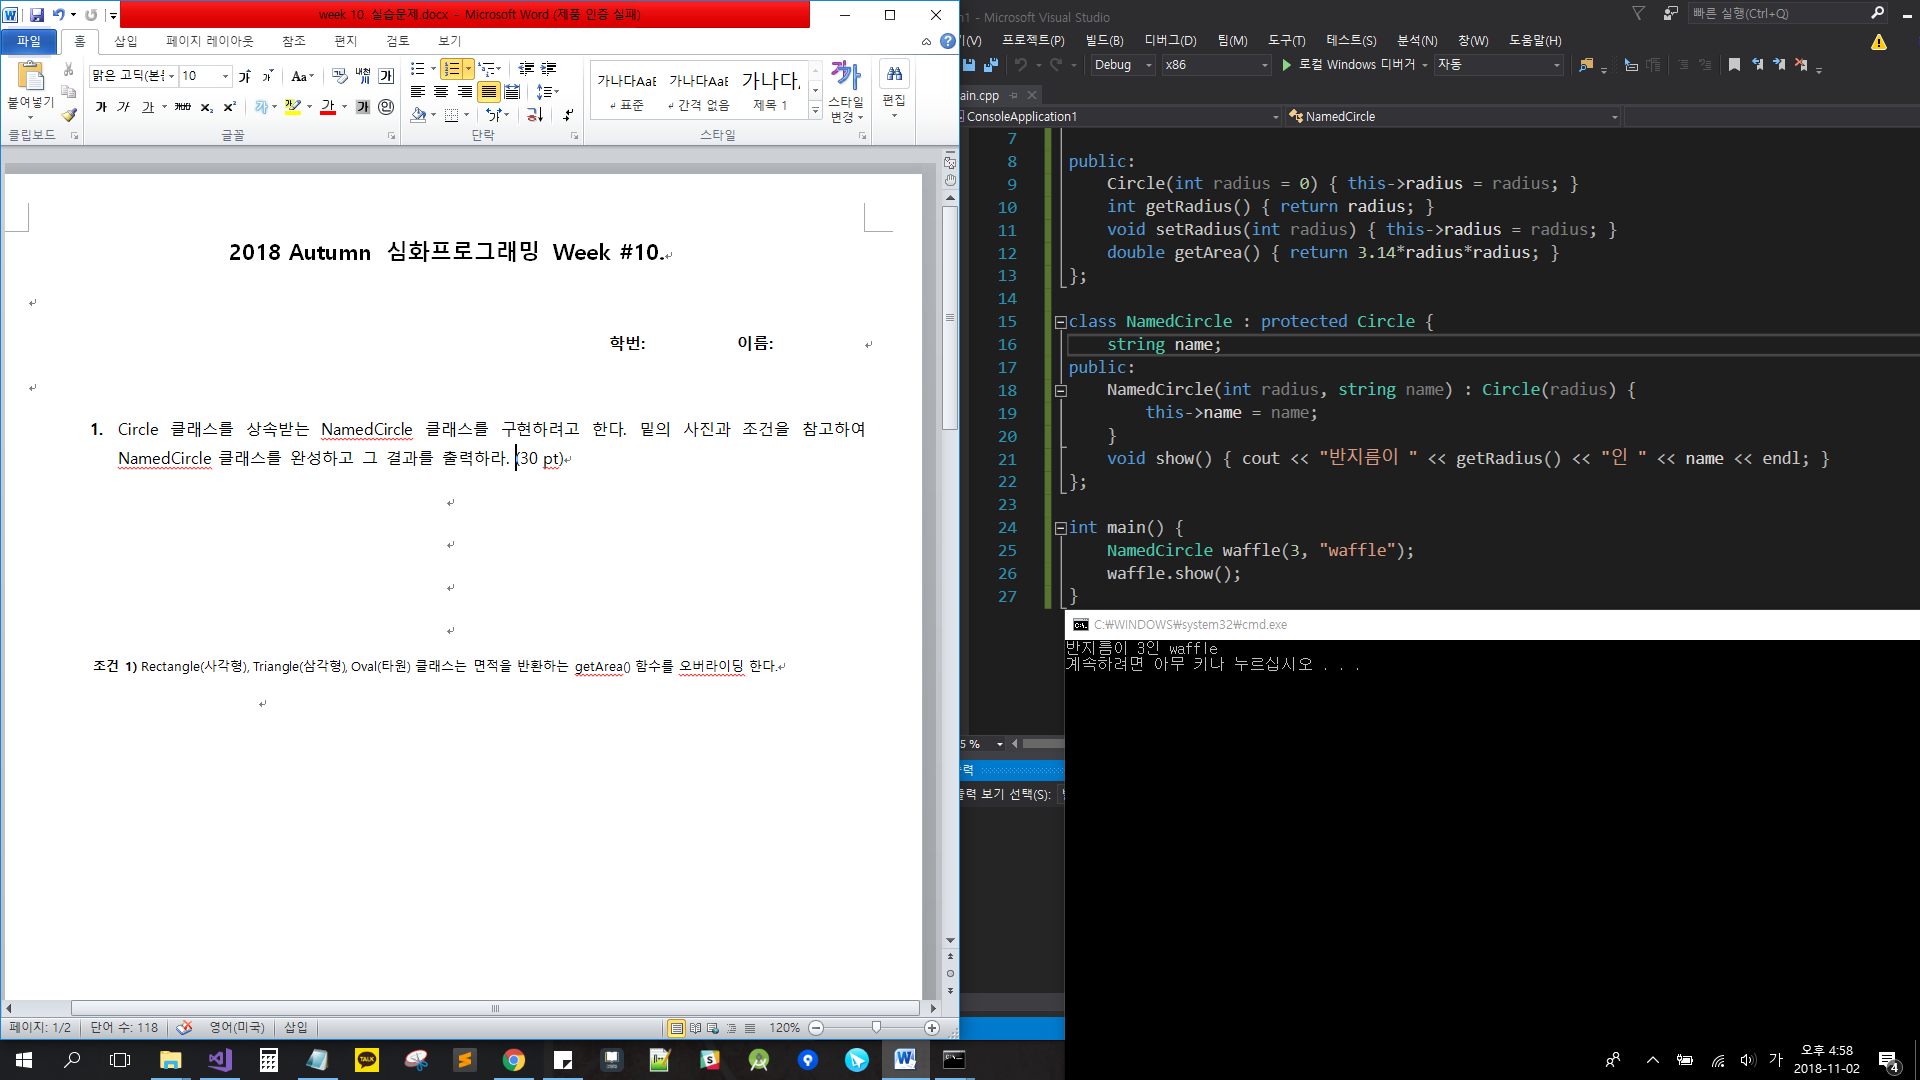 week 10. 실습문제.docx - Microsoft Word (제품 인증 실패)
파일 홈 삽입 페이지 레이아웃 참조 편지 검토 보기
붙여넣기
맑은 고딕(본 10
가나다AaB 가나다AaB 가나다
표준 간격 없음 제목 1
스타일 변경
편집
클립보드 글꼴 단락 스타일
2018 Autumn 심화프로그래밍 Week #10.
학번: 이름:
1. Circle 클래스를 상속받는 NamedCircle 클래스를 구현하려고 한다. 밑의 사진과 조건을 참고하여
NamedCircle 클래스를 완성하고 그 결과를 출력하라. (30 pt)
조건 1) Rectangle(사각형), Triangle(삼각형), Oval(타원) 클래스는 면적을 반환하는 getArea() 함수를 오버라이딩 한다.
페이지: 1/2 단어 수: 118 영어(미국) 삽입 120%
n1 - Microsoft Visual Studio
빠른 실행(Ctrl+Q)
기(V) 프로젝트(P) 빌드(B) 디버그(D) 팀(M) 도구(T) 테스트(S) 분석(N) 창(W) 도움말(H)
Debug x86 로컬 Windows 디버거 자동
ain.cpp
ConsoleApplication1 NamedCircle
7
8 public:
9 Circle(int radius = 0) { this->radius = radius; }
10 int getRadius() { return radius; }
11 void setRadius(int radius) { this->radius = radius; }
12 double getArea() { return 3.14*radius*radius; }
13 };
14
15 class NamedCircle : protected Circle {
16 string name;
17 public:
18 NamedCircle(int radius, string name) : Circle(radius) {
19 this->name = name;
20 }
21 void show() { cout << "반지름이 " << getRadius() << "인 " << name << endl; }
22 };
23
24 int main() {
25 NamedCircle waffle(3, "waffle");
26 waffle.show();
27 }
5 %
력
출력 보기 선택(S):
C:₩WINDOWS₩system32₩cmd.exe
반지름이 3인 waffle
계속하려면 아무 키나 누르십시오 . . .
TALK
가
오후 4:58
2018-11-02
4